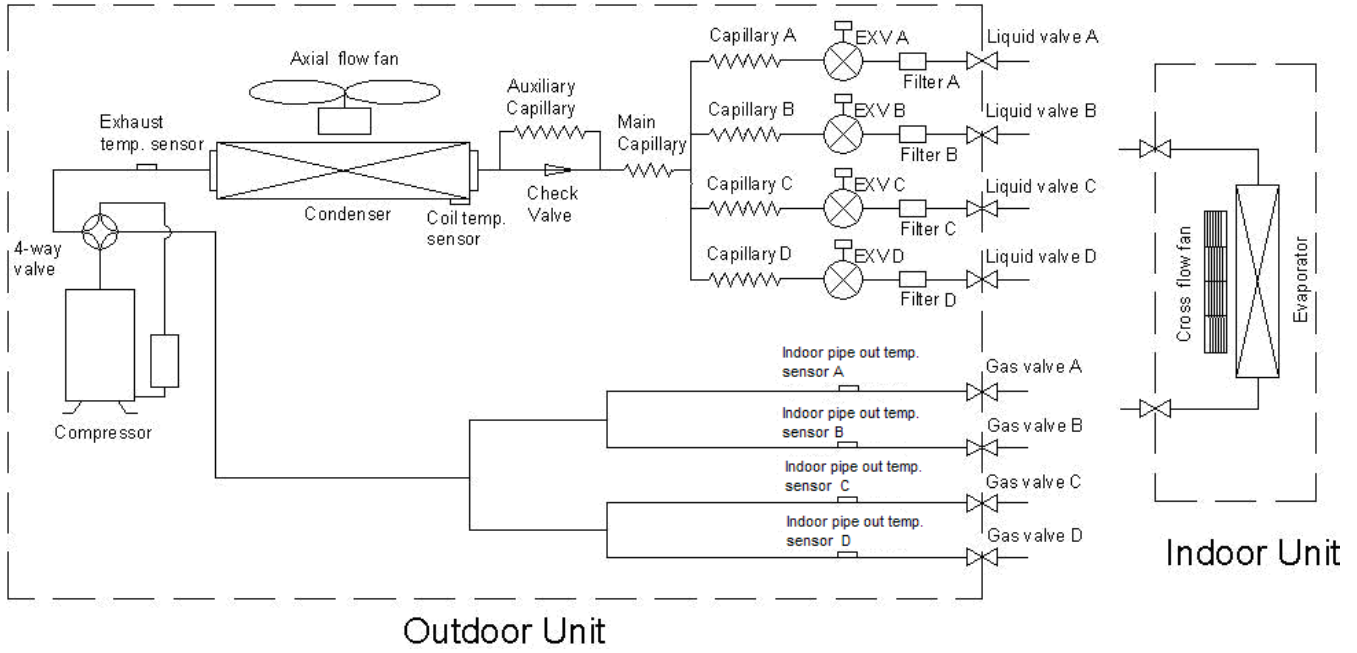 Axial flow fan
Exhaust
temp. sensor
Condenser
Coil temp.
sensor
4-way
valve
Compressor
Auxiliary
Capillary
Check
Valve
Main
Capillary
Capillary A
EXV A
Filter A
Liquid valve A
Capillary B
EXV B
Filter B
Liquid valve B
Capillary C
EXV C
Filter C
Liquid valve C
Capillary D
EXV D
Filter D
Liquid valve D
Indoor pipe out temp.
sensor A
Gas valve A
Indoor pipe out temp.
sensor B
Gas valve B
Indoor pipe out temp.
sensor C
Gas valve C
Indoor pipe out temp.
sensor D
Gas valve D
Outdoor Unit
Cross flow fan
Evaporator
Indoor Unit